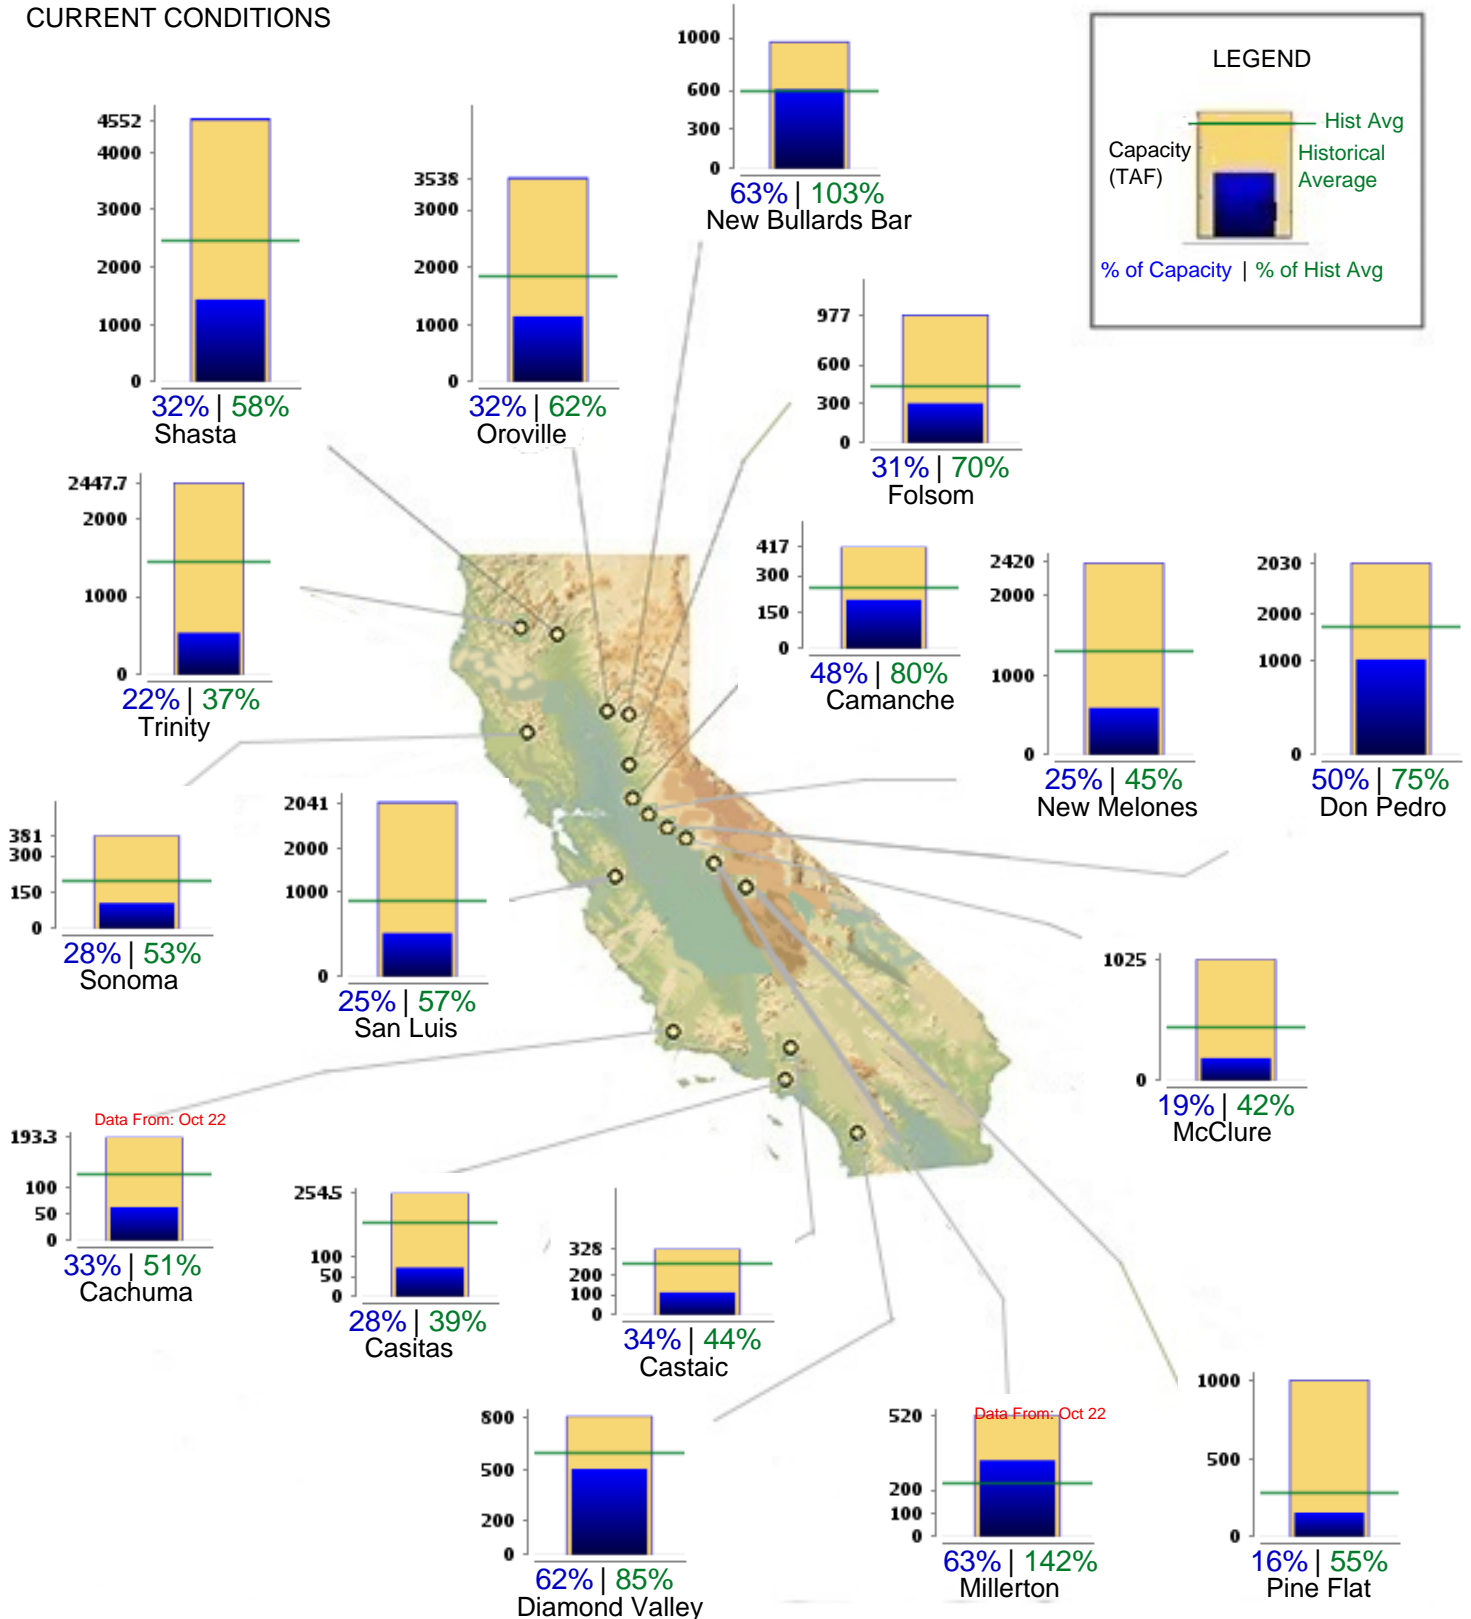 CURRENT CONDITIONS
1000
600
300
0
63% | 103%
New Bullards Bar
LEGEND
Hist Avg
Capacity
(TAF)
Historical
Average
% of Capacity | % of Hist Avg
4552
4000
3000
2000
1000
0
32% | 58%
Shasta
3538
3000
2000
1000
0
32% | 62%
Oroville
977
600
300
0
31% | 70%
Folsom
2447.7
2000
1000
0
22% | 37%
Trinity
417
300
150
0
48% | 80%
Camanche
2420
2000
1000
0
25% | 45%
New Melones
2030
2000
1000
0
50% | 75%
Don Pedro
381
300
150
0
28% | 53%
Sonoma
2041
2000
1000
0
25% | 57%
San Luis
1025
0
19% | 42%
McClure
Data From: Oct 22
193.3
100
50
0
33% | 51%
Cachuma
254.5
100
50
0
28% | 39%
Casitas
328
200
100
0
34% | 44%
Castaic
800
500
200
0
62% | 85%
Diamond Valley
Data From: Oct 22
520
200
100
0
63% | 142%
Millerton
1000
500
0
16% | 55%
Pine Flat